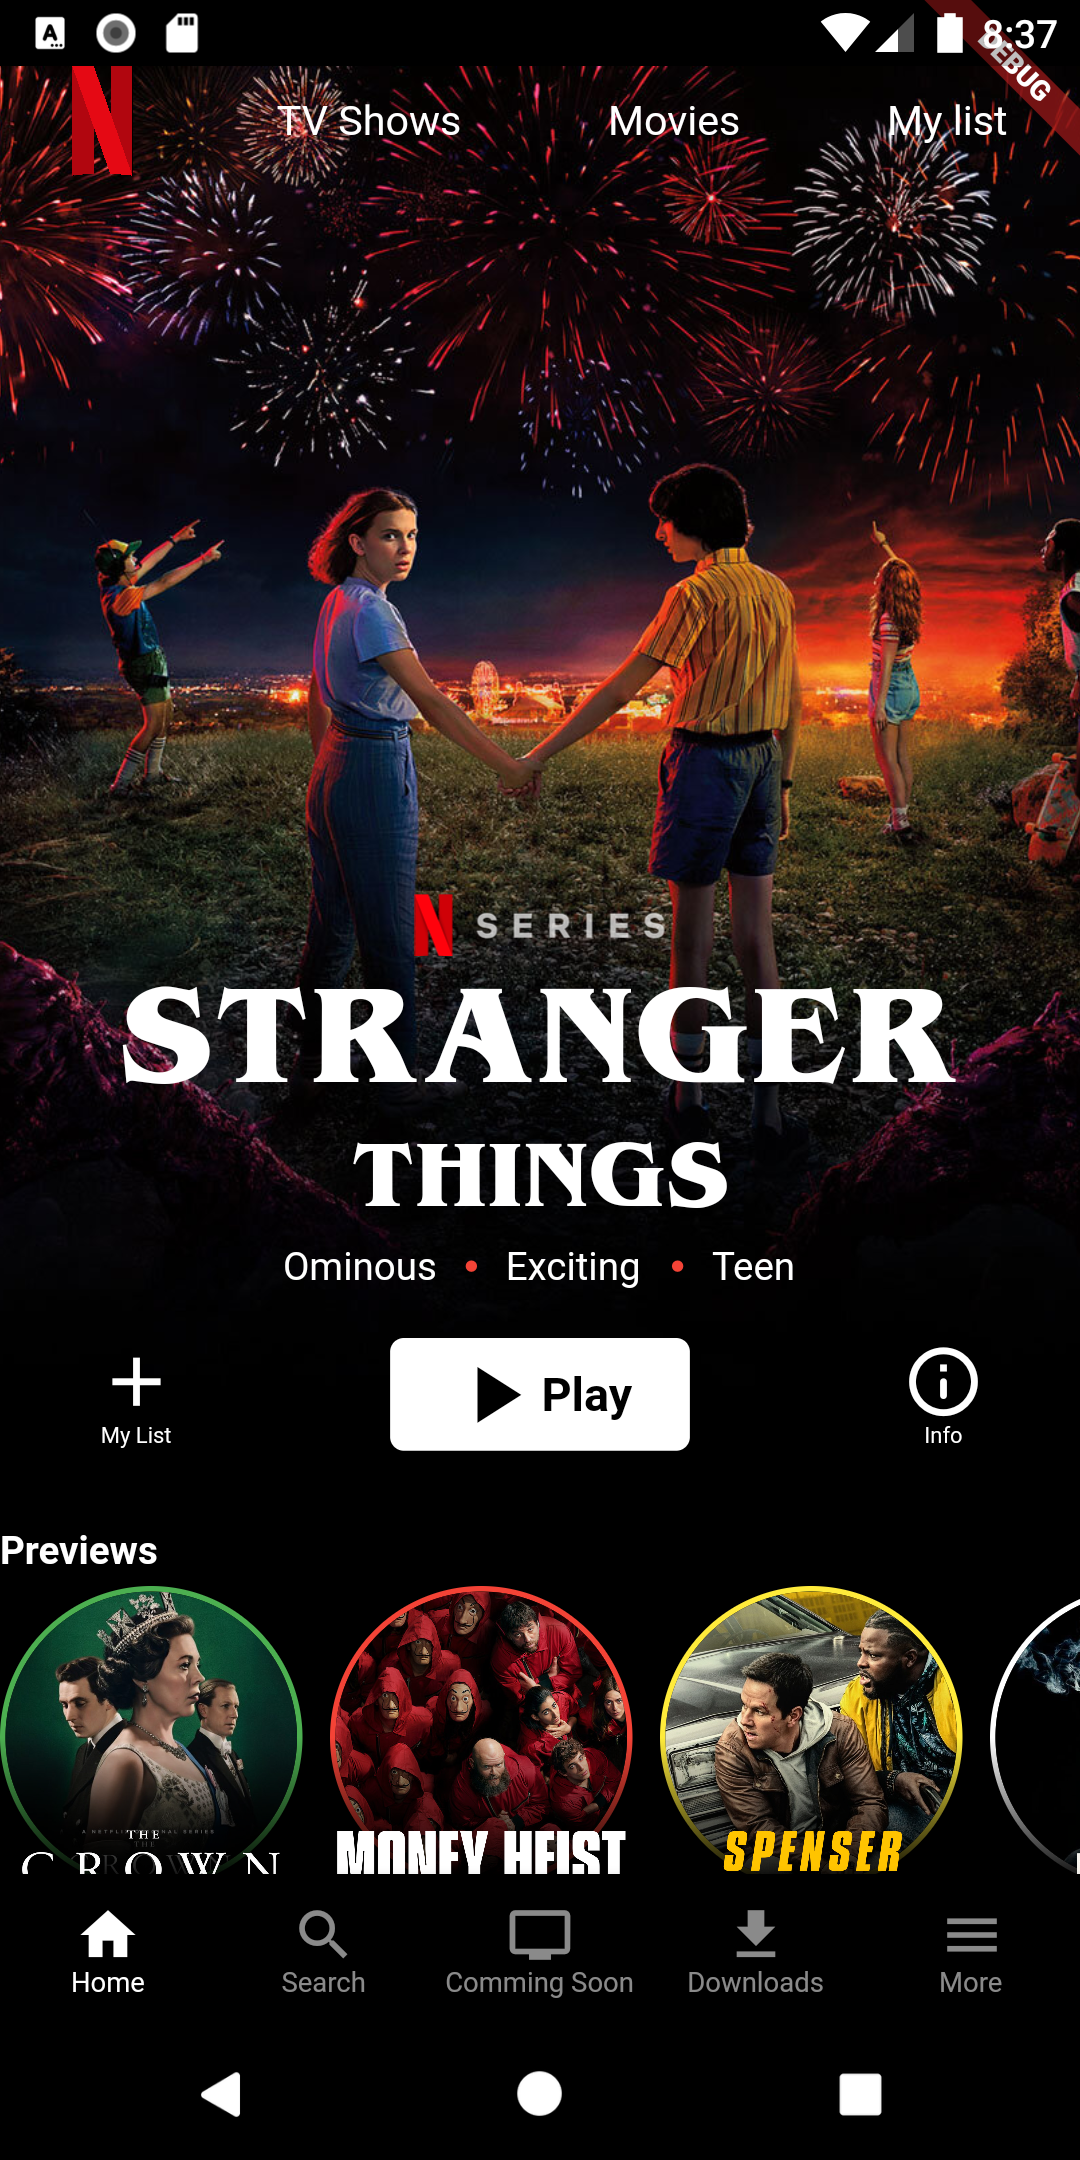 A
8:37
DEBUG
N
TV Shows
Movies
My list
N SERIES
STRANGER
THINGS
Ominous • Exciting • Teen
Play
My List
Info
Previews
THE
CROWN
MONEY HEIST
SPENSER
Home
Search
Comming Soon
Downloads
More